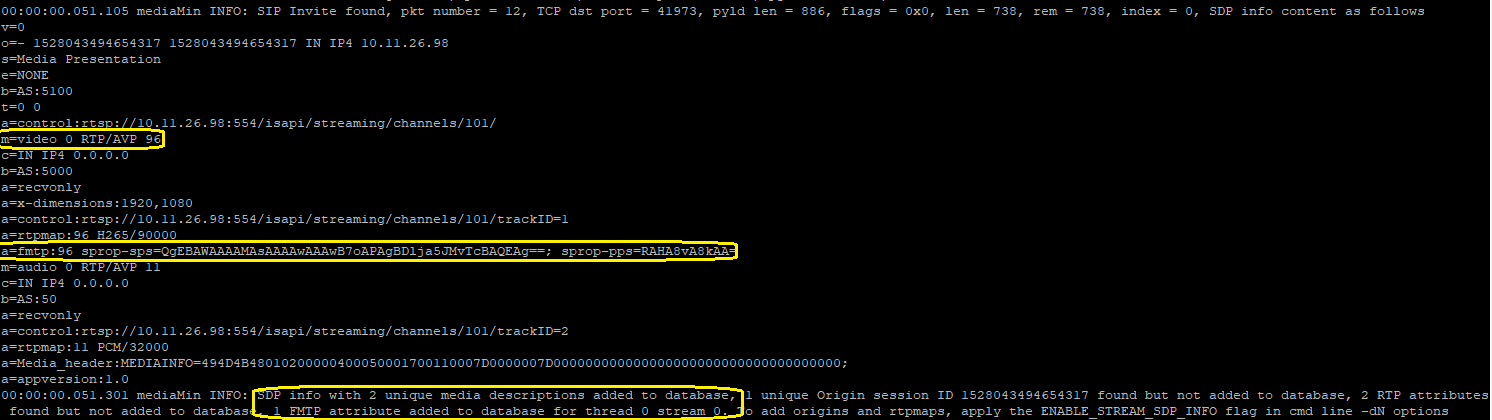 00:00:00.051.105 mediaMin INFO: SIP Invite found, pkt number = 12, TCP dst port = 41973, pyld len = 886, flags = 0x0, len = 738, rem = 738, index = 0, SDP info content as follows
v=0
o=- 1528043494654317 1528043494654317 IN IP4 10.11.26.98
s=Media Presentation
e=NONE
b=AS:5100
t=0 0
a=control:rtsp://10.11.26.98:554/isapi/streaming/channels/101/
m=video 0 RTP/AVP 96
c=IN IP4 0.0.0.0
b=AS:5000
a=recvonly
a=x-dimensions:1920,1080
a=control:rtsp://10.11.26.98:554/isapi/streaming/channels/101/trackID=1
a=rtpmap:96 H265/90000
a=fmtp:96 sprop-sps=QgEBAWAAAAMAsAAAAwAAAwB7oAPAgBDlja5JMvTcBAQEAg==; sprop-pps=RAHA8vA8kAA=
m=audio 0 RTP/AVP 11
c=IN IP4 0.0.0.0
b=AS:50
a=recvonly
a=control:rtsp://10.11.26.98:554/isapi/streaming/channels/101/trackID=2
a=rtpmap:11 PCM/32000
a=Media_header:MEDIAINFO=494D4B48010200000400050001700110007D0000007D000000000000000000000000000000000000;
a=appversion:1.0
00:00:00.051.301 mediaMin INFO: SDP info with 2 unique media descriptions added to database, 1 unique Origin session ID 1528043494654317 found but not added to database, 2 RTP attributes
found but not added to database, 1 FMTP attribute added to database for thread 0 stream 0. To add origins and rtpmaps, apply the ENABLE_STREAM_SDP_INFO flag in cmd line -dN options